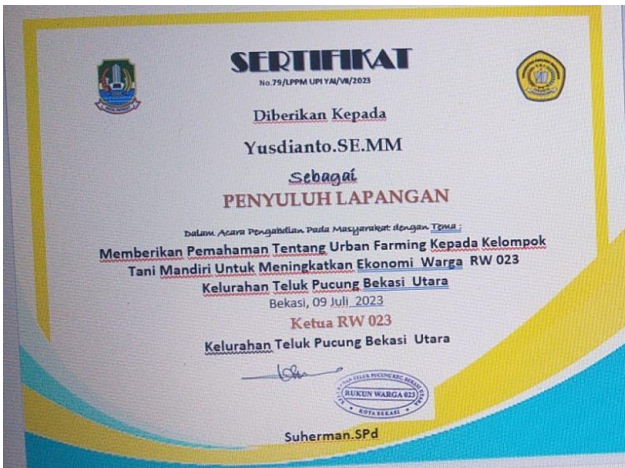 SERTIFIKAT
No.79/LPPM UPI YAI/VII/2023
Diberikan Kepada
Yusdianto.SE.MM
Sebagai
PENYULUH LAPANGAN
Dalam Acara Pengabdian Pada Masyarakat dengan Tema :
Memberikan Pemahaman Tentang Urban Farming Kepada Kelompok
Tani Mandiri Untuk Meningkatkan Ekonomi Warga RW 023
Kelurahan Teluk Pucung Bekasi Utara
Bekasi, 09 Juli 2023
Ketua RW 023
Kelurahan Teluk Pucung Bekasi Utara
RUKUN WARGA 023
KOTA BEKASI
Suherman.SPd